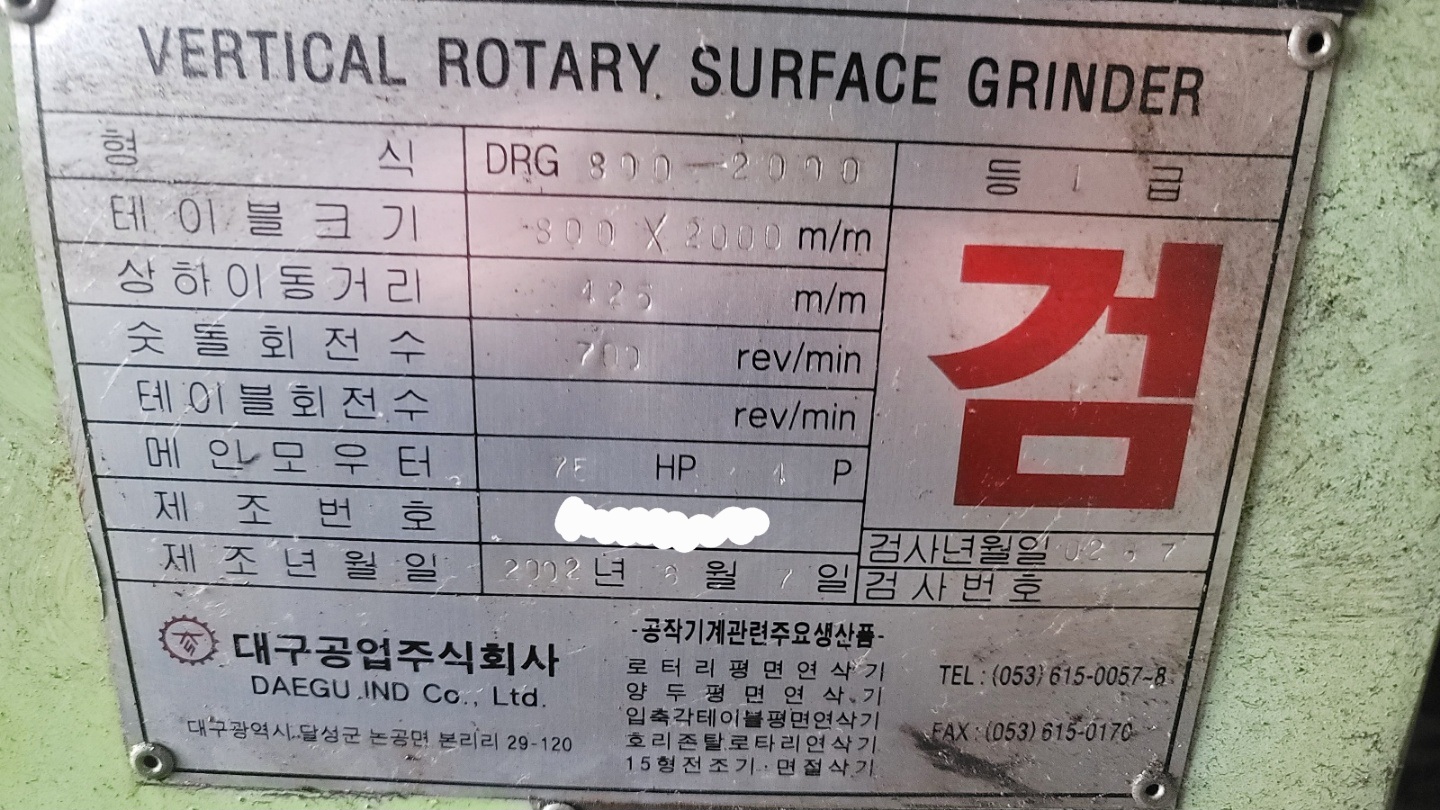 VERTICAL ROTARY SURFACE GRINDER
형 식 DRG 800-2000 등 1 급
테이블크기 800 X 2000 m/m
상하이동거리 425 m/m
숫돌회전수 700 rev/min
테이블회전수 rev/min
메인모우터 75 HP 4 P
제조번호
제조년월일 2002년 6월 7일
검
검사년월일 02 6 7
검사번호
대구공업주식회사
DAEGU IND Co., Ltd.
대구광역시 달성군 논공면 본리리 29-120
-공작기계관련주요생산품-
로터리평면연삭기
양두평면연삭기
입축각테이블평면연삭기
호리존탈로타리연삭기
15형전조기·면절삭기
TEL : (053) 615-0057~8
FAX : (053) 615-0170